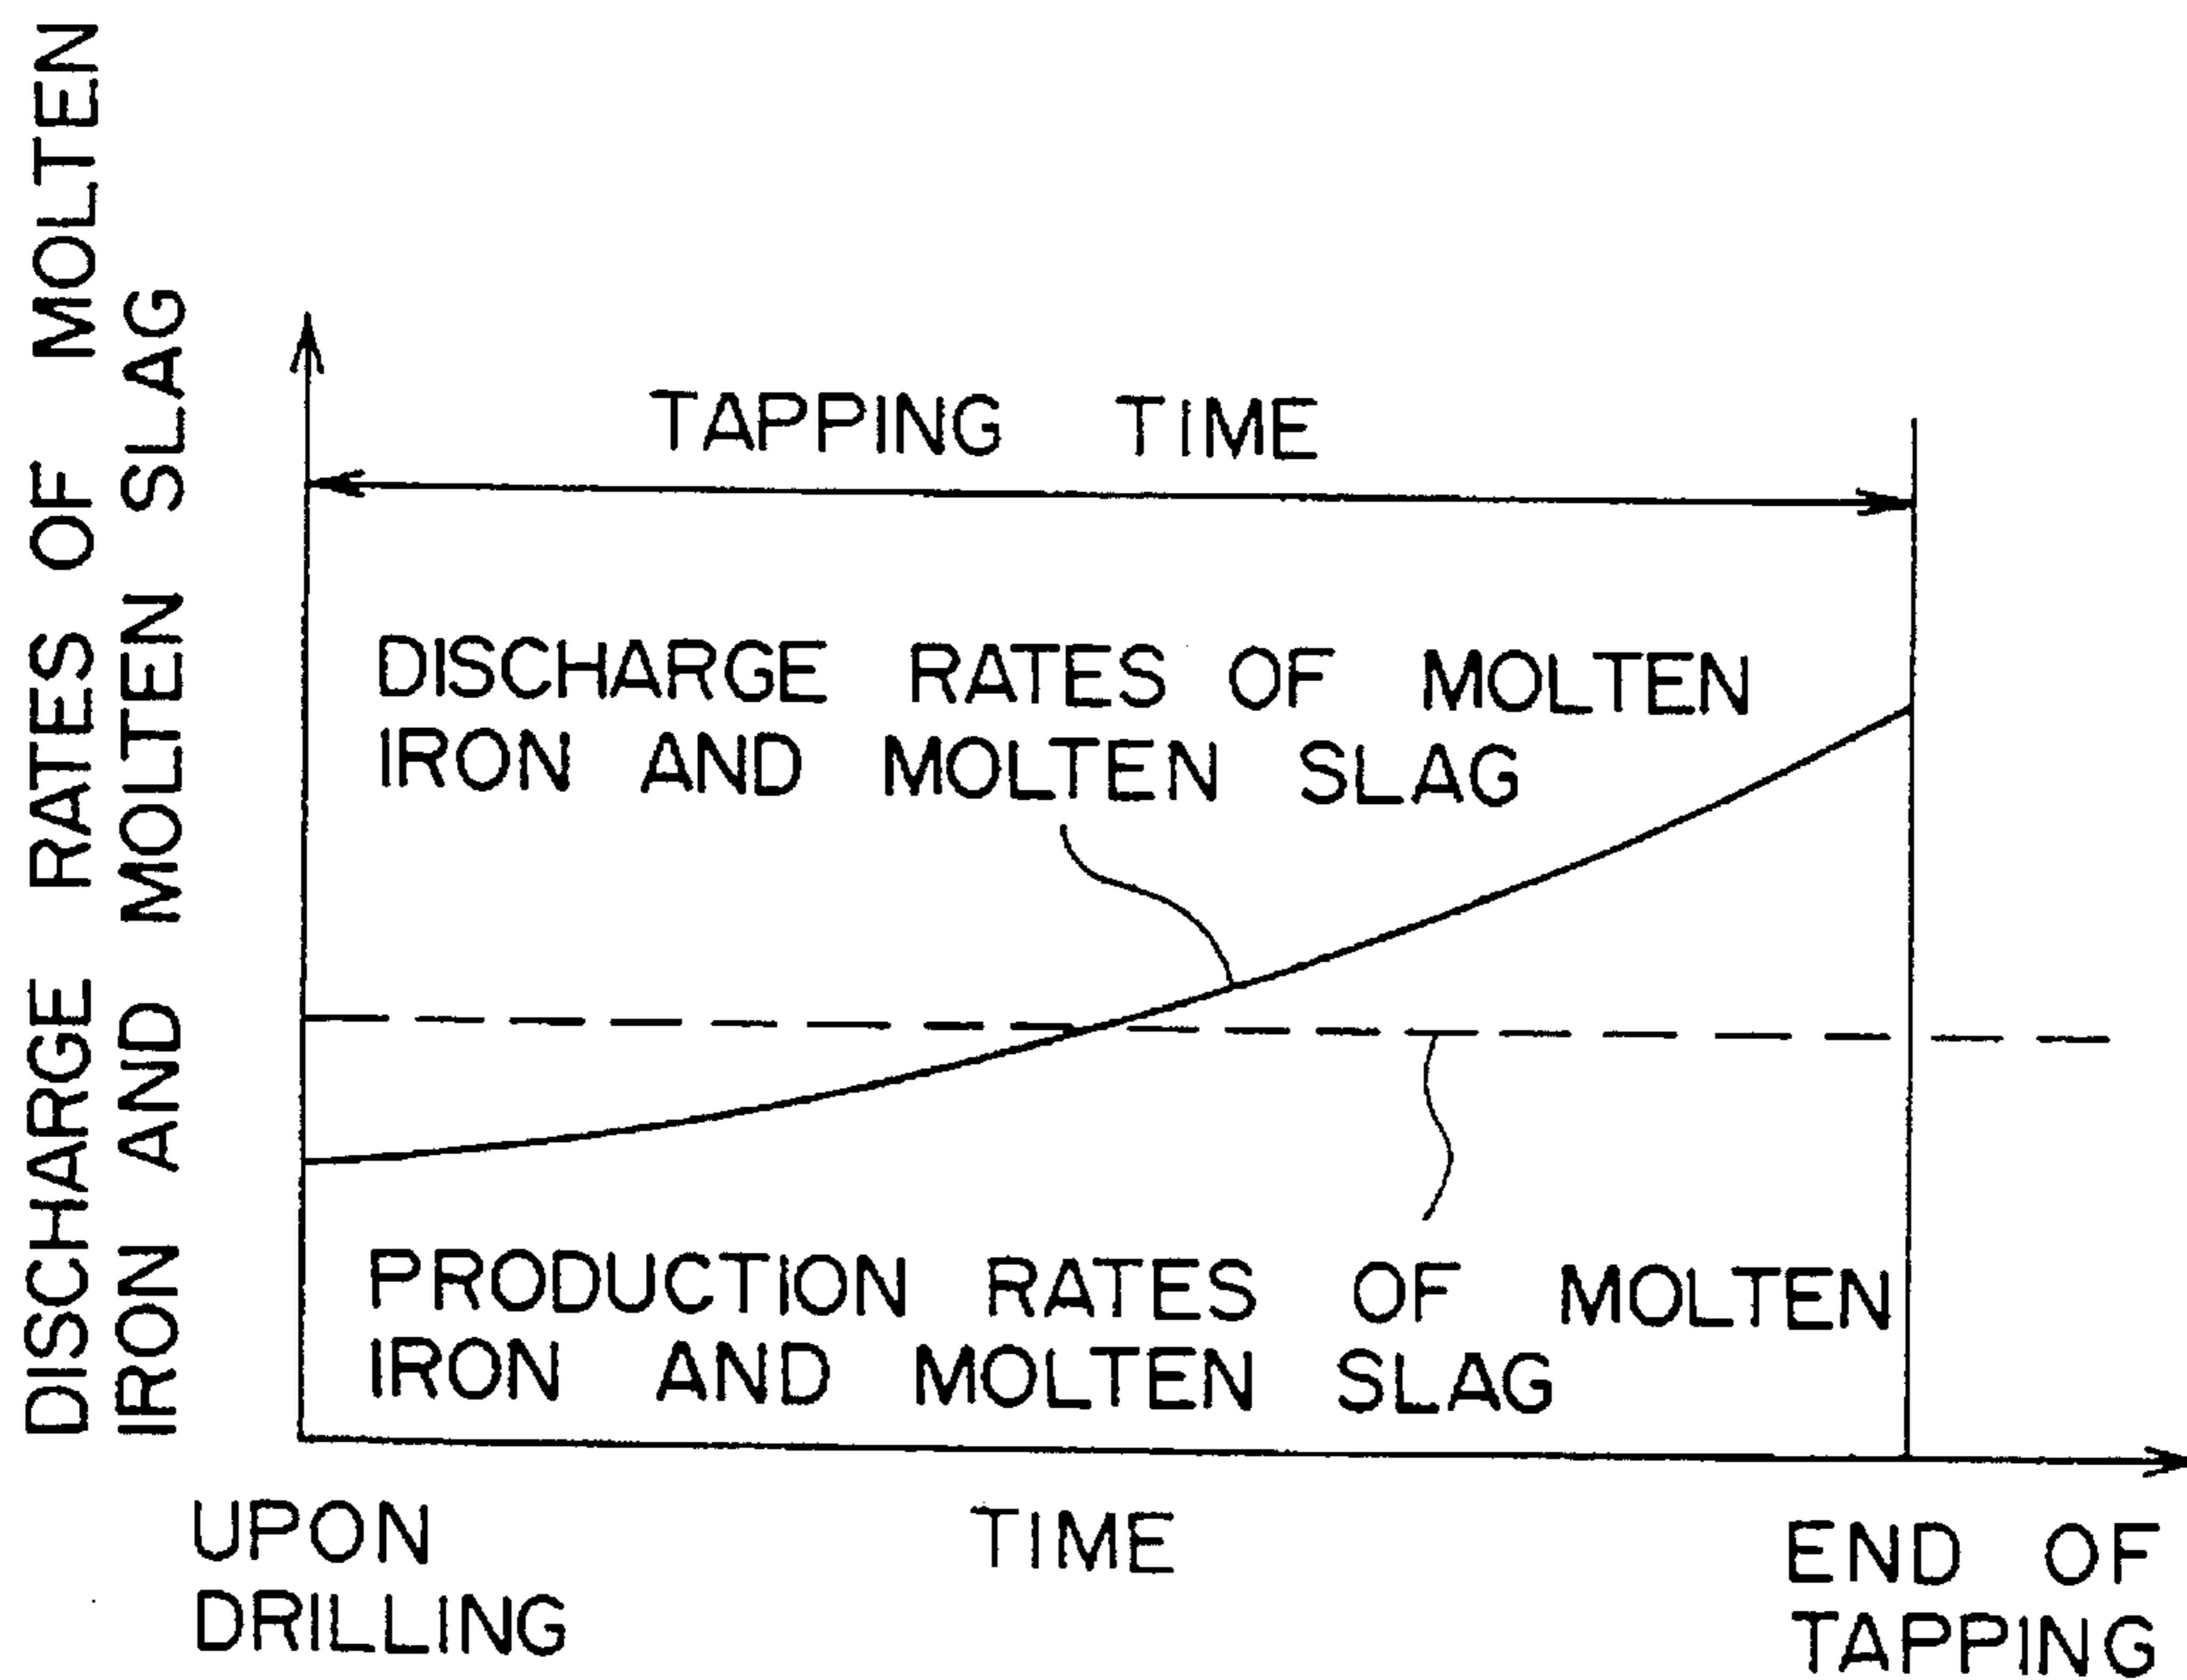 DISCHARGE RATES OF MOLTEN
IRON AND MOLTEN SLAG
TAPPING TIME
DISCHARGE RATES OF MOLTEN
IRON AND MOLTEN SLAG
PRODUCTION RATES OF MOLTEN
IRON AND MOLTEN SLAG
UPON
DRILLING
TIME
END OF
TAPPING